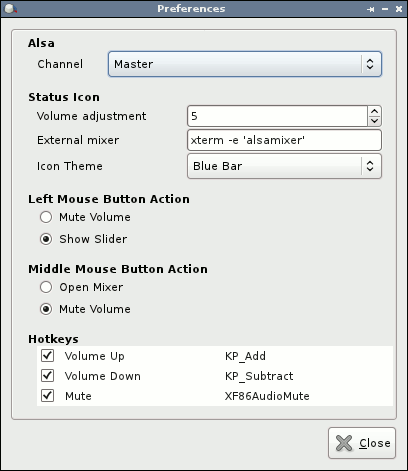 Preferences
Alsa
Channel Master
Status Icon
Volume adjustment 5
External mixer xterm -e 'alsamixer'
Icon Theme Blue Bar
Left Mouse Button Action
Mute Volume
Show Slider
Middle Mouse Button Action
Open Mixer
Mute Volume
Hotkeys
Volume Up KP_Add
Volume Down KP_Subtract
Mute XF86AudioMute
Close